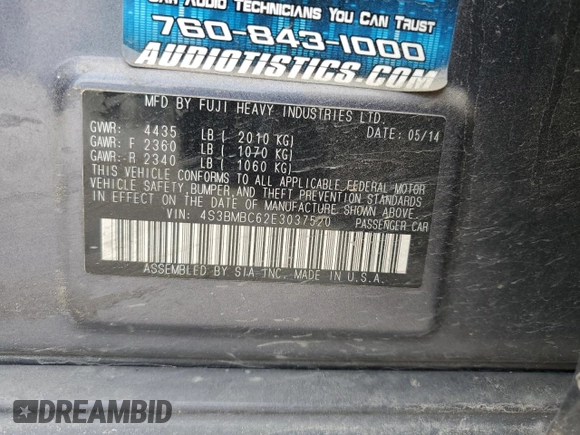 Car Audio Technicians You Can Trust
760-843-1000
AUDIOTISTICS.COM
MFD BY FUJI HEAVY INDUSTRIES LTD.
GVWR: 4435 LB ( 2010 KG) DATE: 05/14
GAWR: F 2360 LB ( 1070 KG)
GAWR: R 2340 LB ( 1060 KG)
THIS VEHICLE CONFORMS TO ALL APPLICABLE FEDERAL MOTOR
VEHICLE SAFETY, BUMPER, AND THEFT PREVENTION STANDARDS
IN EFFECT ON THE DATE OF MANUFACTURE SHOWN ABOVE.
VIN: 4S3BMBC62E3037520 PASSENGER CAR
ASSEMBLED BY SIA INC. MADE IN U.S.A.
DREAMBID